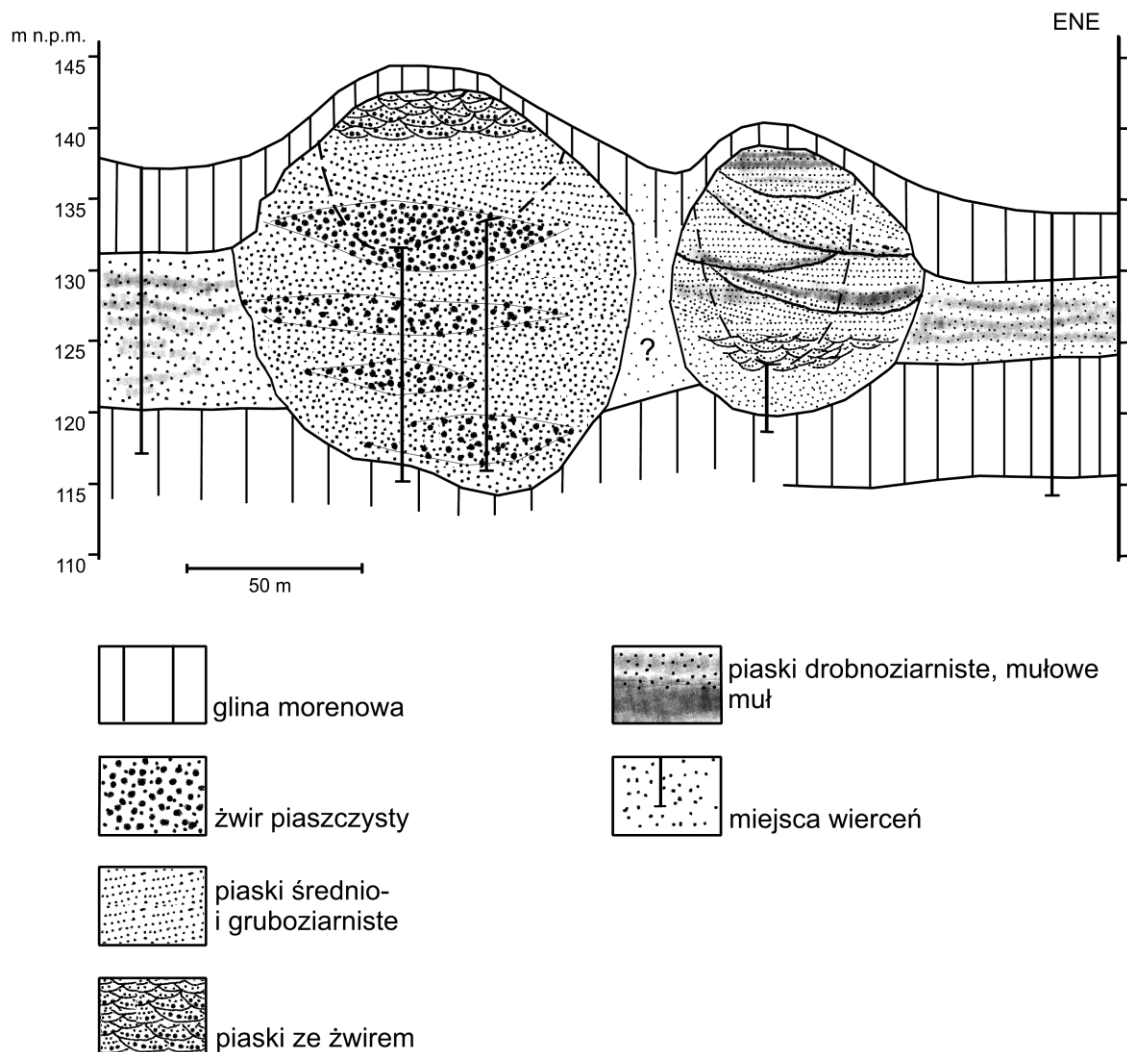 ENE
m n.p.m.
145
140
135
130
125
120
115
110
?
50 m
glina morenowa
żwir piaszczysty
piaski średnio-
i gruboziarniste
piaski ze żwirem
piaski drobnoziarniste, mułowe
muł
miejsca wierceń